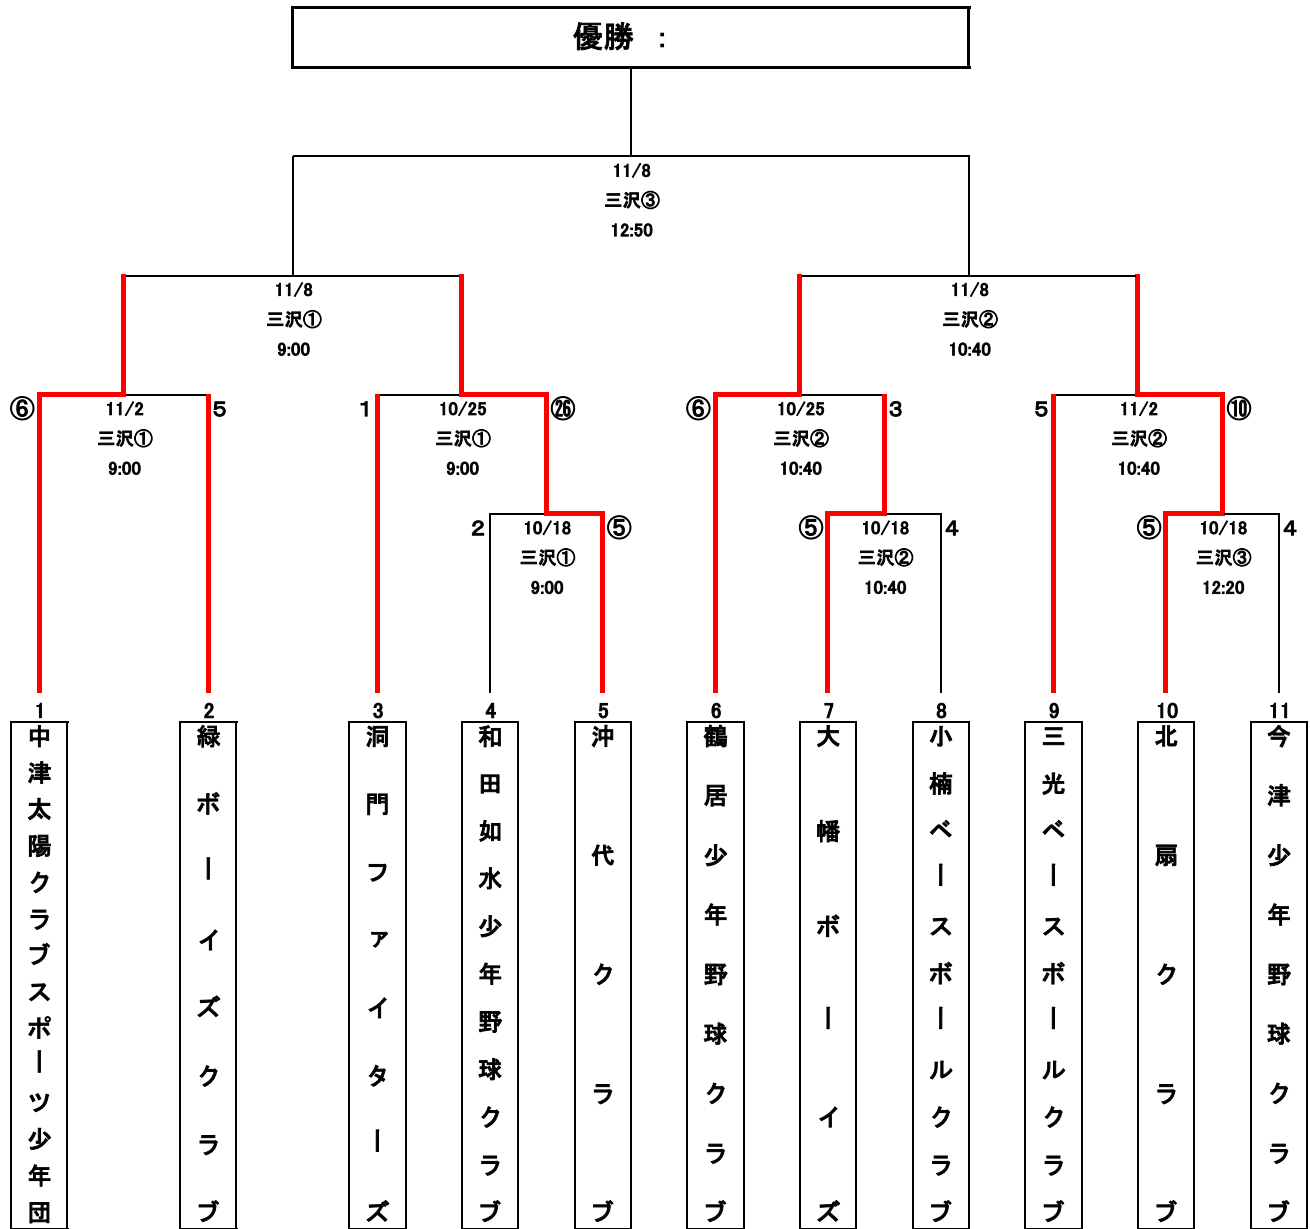 優勝 :
11/8
三沢③
12:50
11/8
三沢①
9:00
11/8
三沢②
10:40
⑥
11/2
三沢①
9:00
5
1
10/25
三沢①
9:00
㉖
⑥
10/25
三沢②
10:40
3
5
11/2
三沢②
10:40
⑩
2
10/18
三沢①
9:00
⑤
⑤
10/18
三沢②
10:40
4
⑤
10/18
三沢③
12:20
4
1
中津太陽クラブスポーツ少年団
2
緑ボーイズクラブ
3
洞門ファイターズ
4
和田如水少年野球クラブ
5
沖代クラブ
6
鶴居少年野球クラブ
7
大幡ボーイズ
8
小楠ベースボールクラブ
9
三光ベースボールクラブ
10
北扇クラブ
11
今津少年野球クラブ